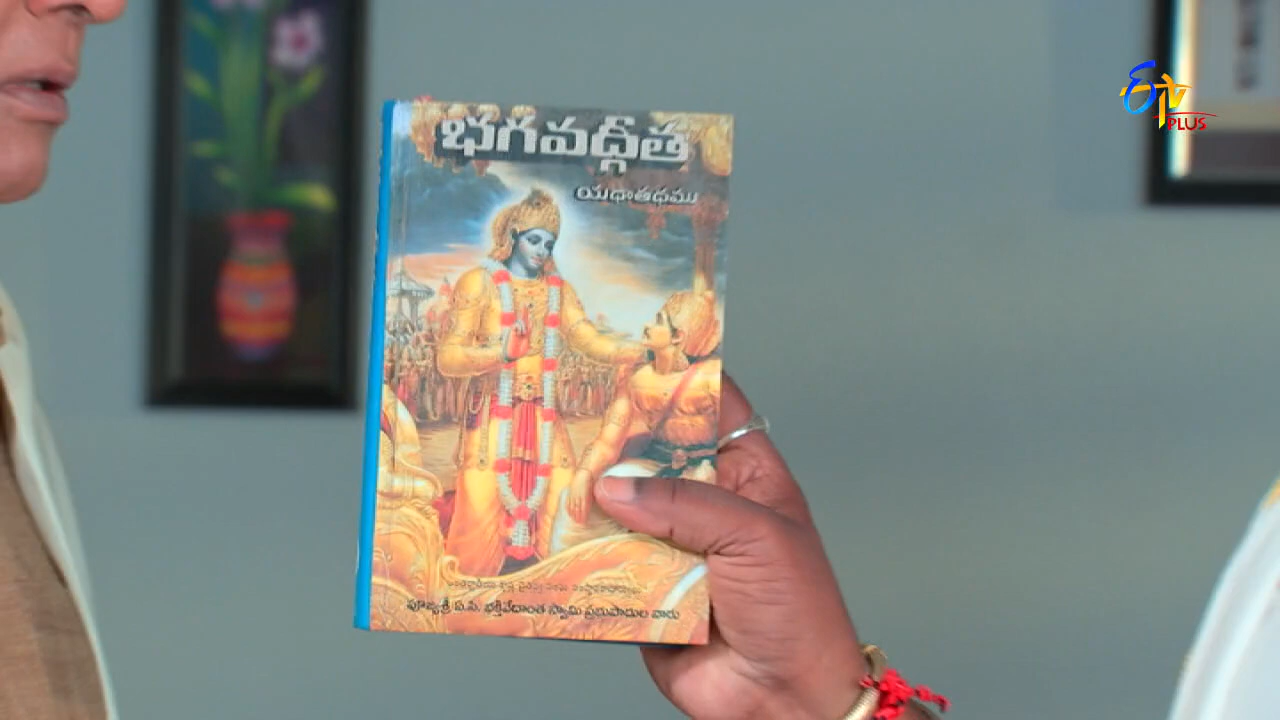 భగవద్గీత
యథాతథము
పూజ్యశ్రీ ఏ.సి. భక్తివేదాంత స్వామి ప్రభుపాదుల వారు
ETV
PLUS